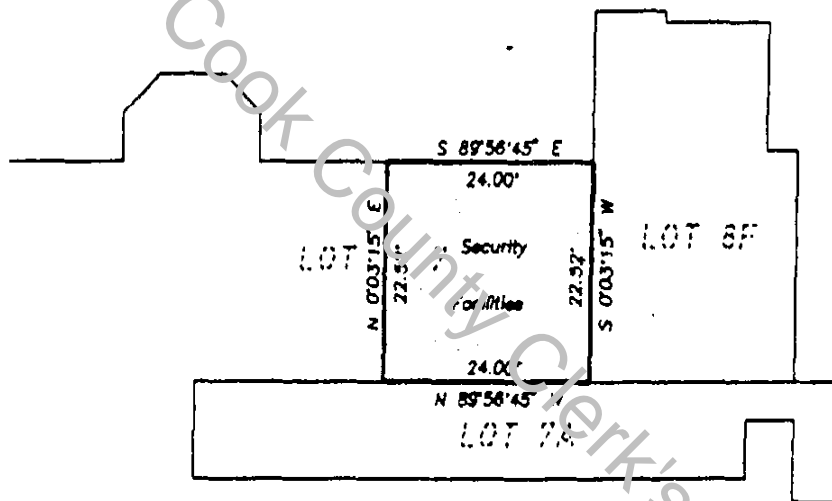 S 89°56'45" E
24.00'
LOT
N 0°03'15" E
22.52'
Security
Facilities
22.52'
S 0°03'15" W
LOT 8F
24.00'
N 89°56'45" W
LOT 7A
Cook County Clerk's